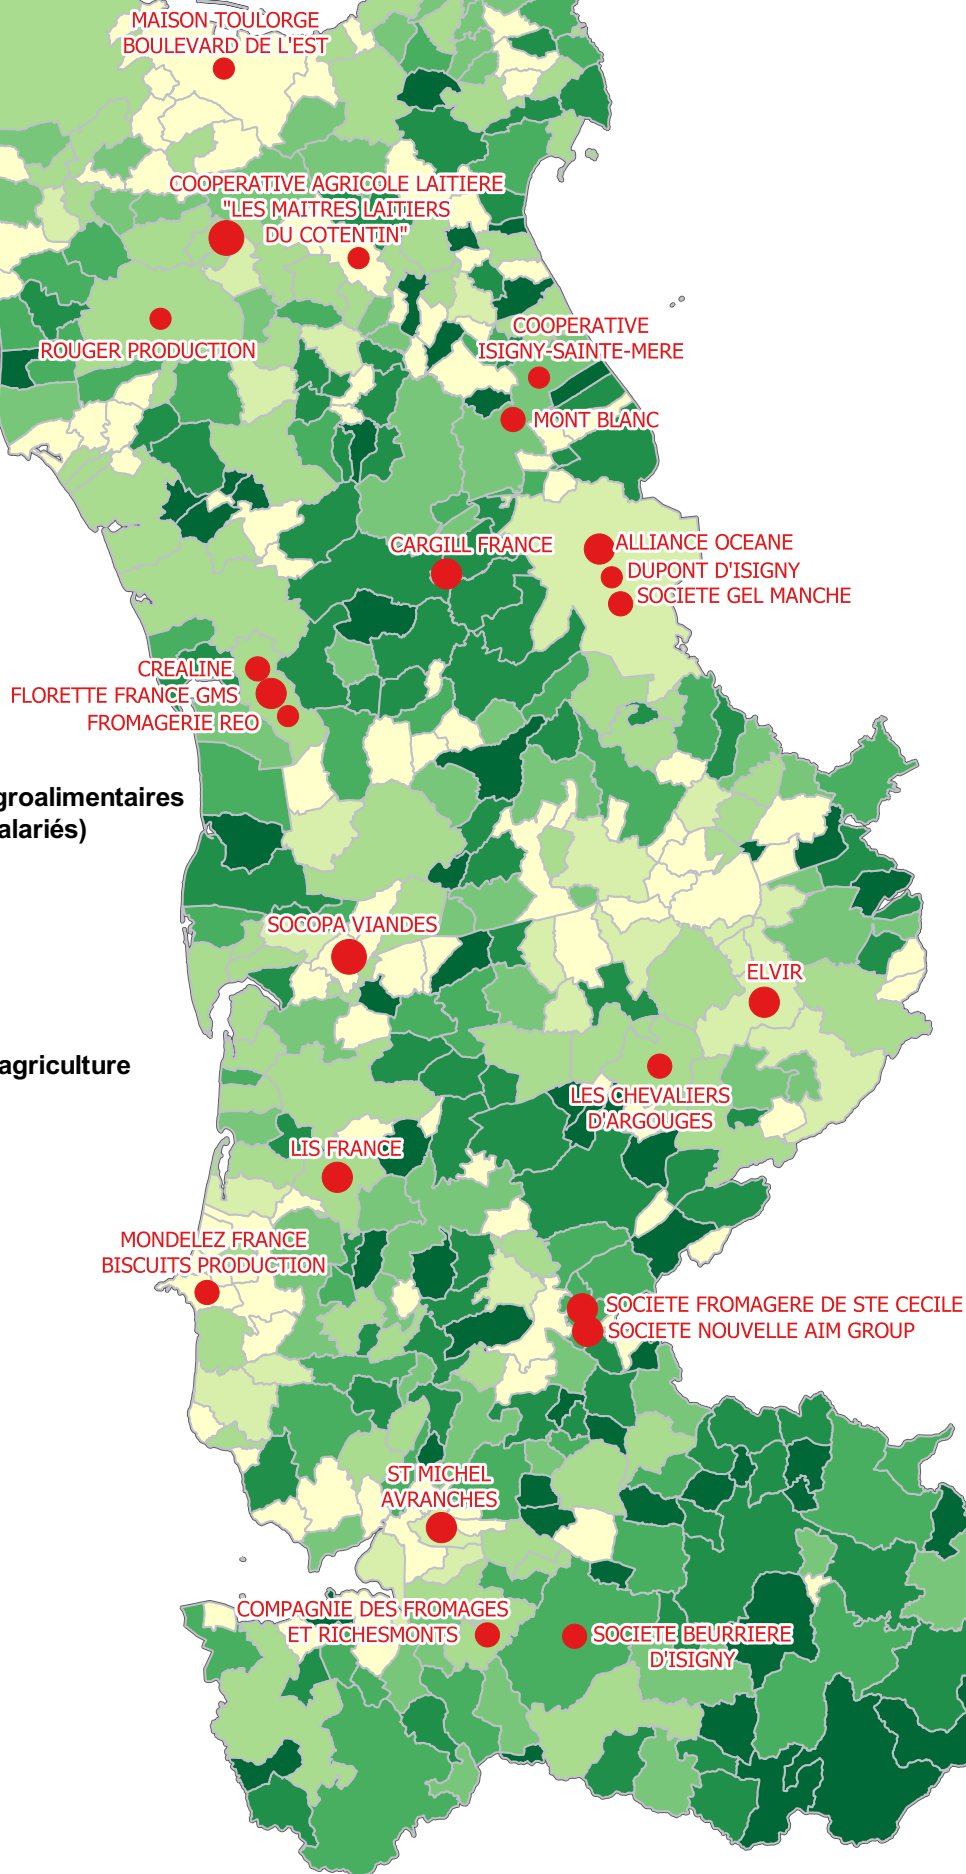 MAISON TOULORGE
BOULEVARD DE L'EST
COOPERATIVE AGRICOLE LAITIERE
"LES MAITRES LAITIERS
DU COTENTIN"
COOPERATIVE
ISIGNY-SAINTE-MERE
ROUGER PRODUCTION
MONT BLANC
CARGILL FRANCE
ALLIANCE OCEANE
DUPONT D'ISIGNY
SOCIETE GEL MANCHE
CREALINE
FLORETTE FRANCE GMS
FROMAGERIE REO
groalimentaires
alariés)
SOCOPA VIANDES
ELVIR
agriculture
LES CHEVALIERS
D'ARGOUGES
LIS FRANCE
MONDELEZ FRANCE
BISCUITS PRODUCTION
SOCIETE FROMAGERE DE STE CECILE
SOCIETE NOUVELLE AIM GROUP
ST MICHEL
AVRANCHES
COMPAGNIE DES FROMAGES
ET RICHESMONTS
SOCIETE BEURRIERE
D'ISIGNY